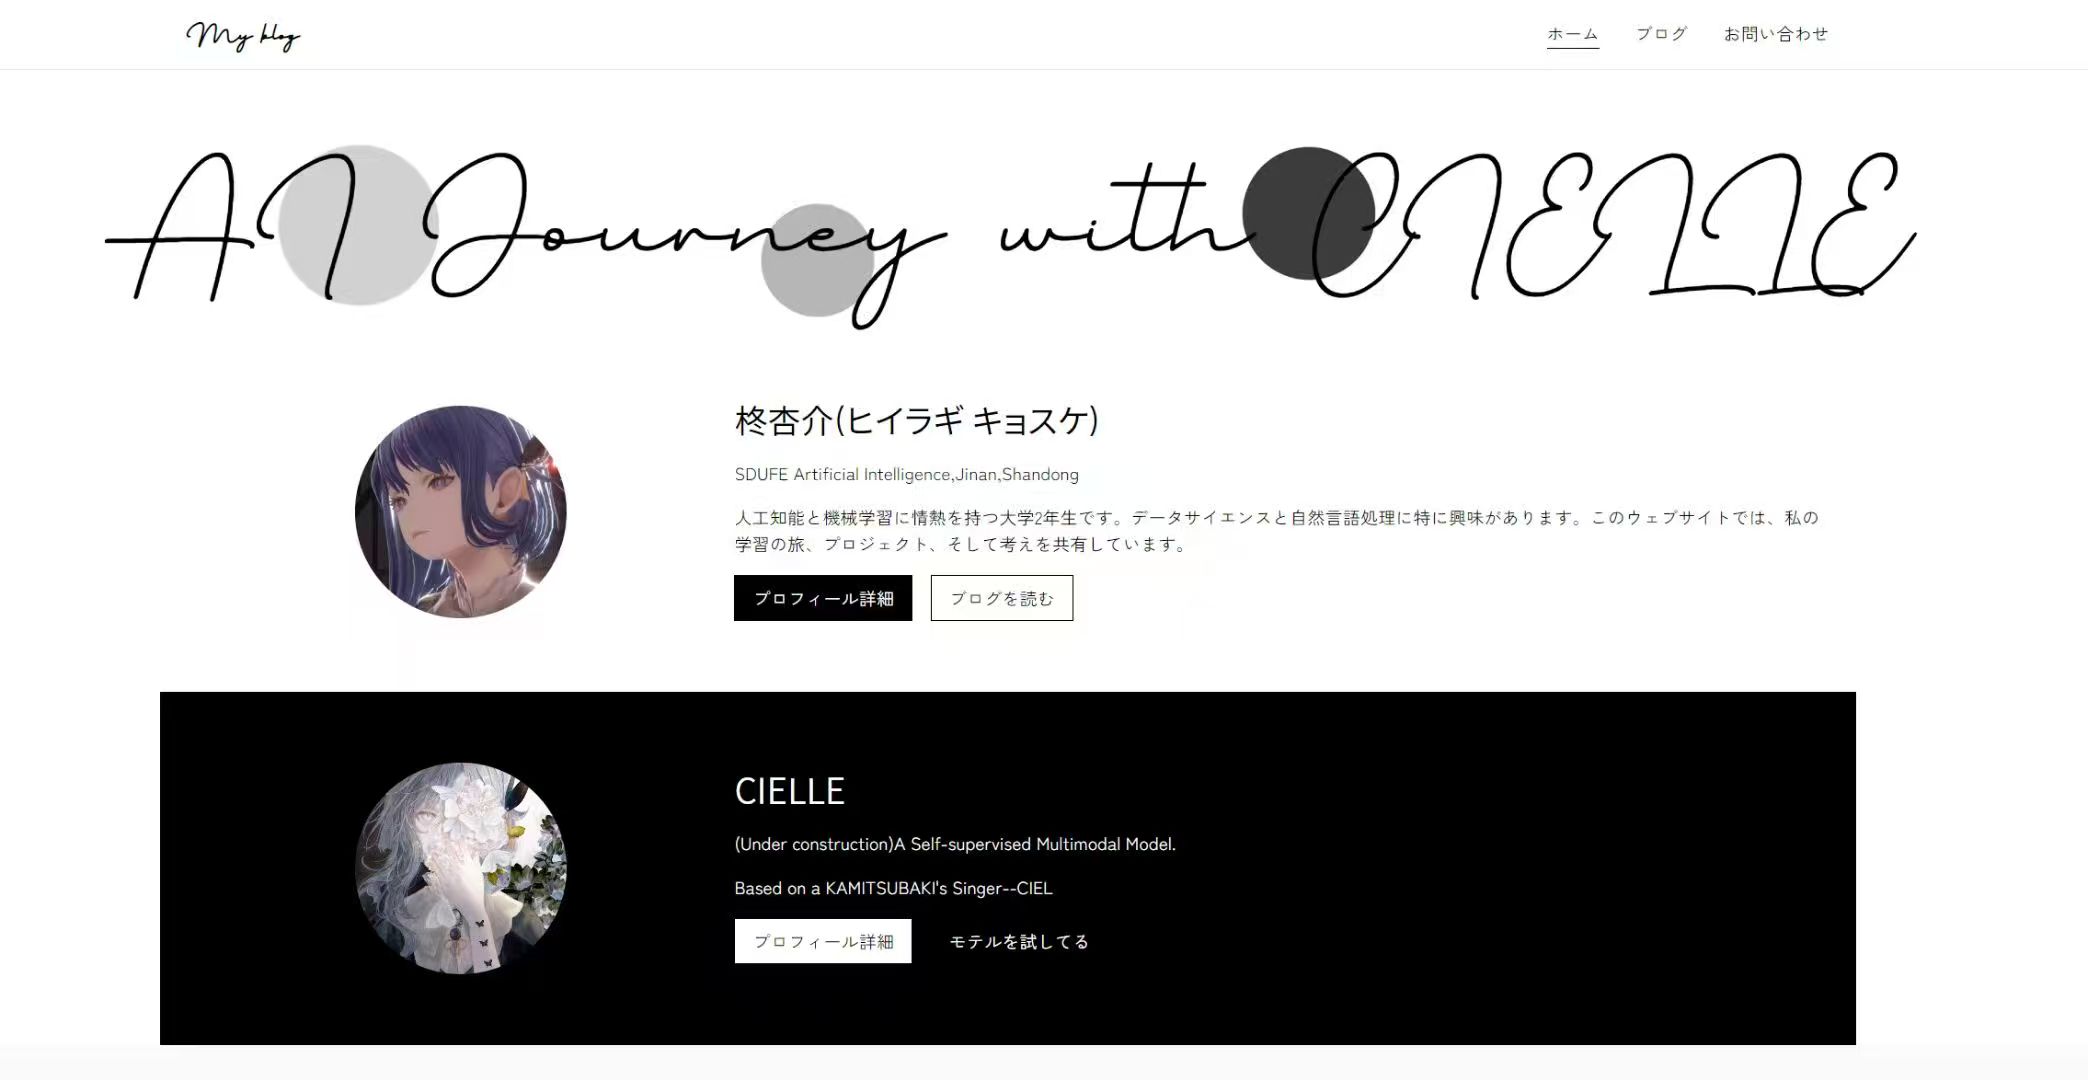 My blog
ホーム ブログ お問い合わせ
AI Journey with CIELLE
柊杏介(ヒイラギ キョスケ)
SDUFE Artificial Intelligence,Jinan,Shandong
人工知能と機械学習に情熱を持つ大学2年生です。データサイエンスと自然言語処理に特に興味があります。このウェブサイトでは、私の
学習の旅、プロジェクト、そして考えを共有しています。
プロフィール詳細 ブログを読む
CIELLE
(Under construction)A Self-supervised Multimodal Model.
Based on a KAMITSUBAKI's Singer--CIEL
プロフィール詳細 モテルを試してる